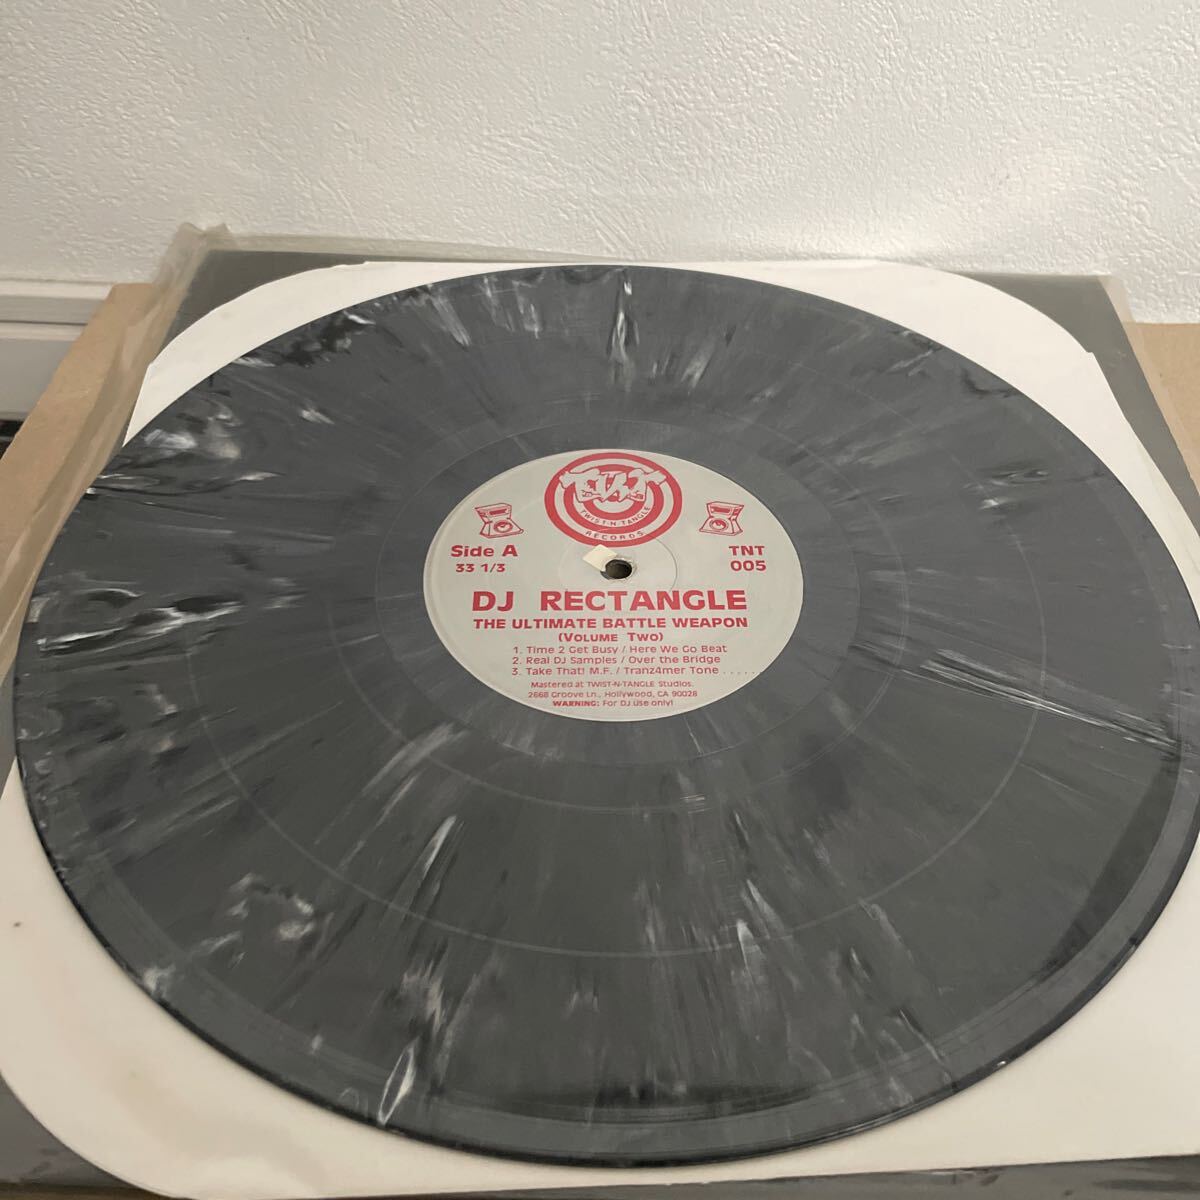 TNT
TWIST-N-TANGLE
RECORDS
Side A
33 1/3
TNT
005
DJ RECTANGLE
THE ULTIMATE BATTLE WEAPON
(VOLUME TWO)
1. Time 2 Get Busy / Here We Go Beat
2. Real DJ Samples / Over the Bridge
3. Take That! M.F. / Tranz4mer Tone .....
Mastered at TWIST-N-TANGLE Studios.
2668 Groove Ln., Hollywood, CA 90028
WARNING: For DJ use only!